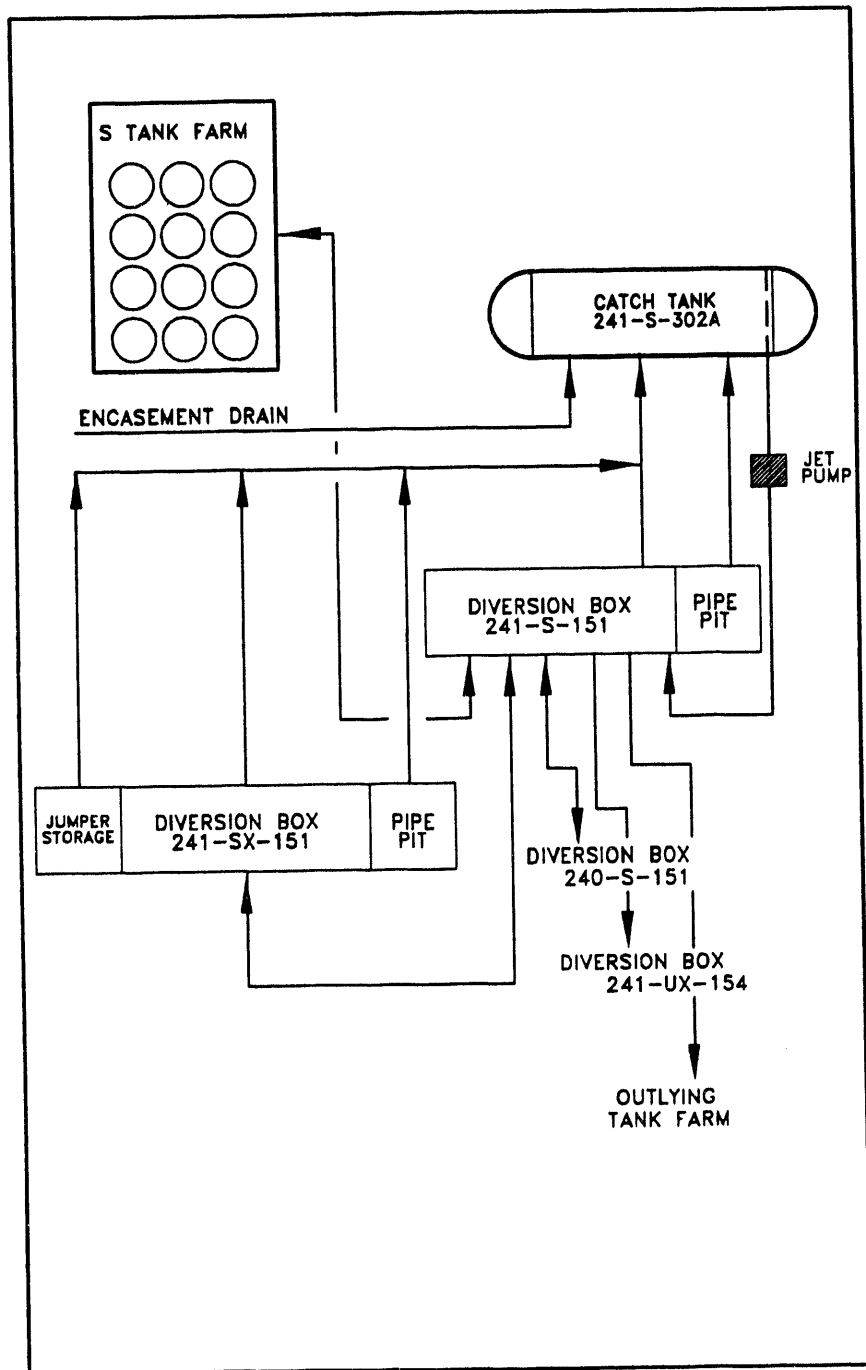 S TANK FARM
CATCH TANK
241-S-302A
ENCASEMENT DRAIN
JET
PUMP
DIVERSION BOX
241-S-151
PIPE
PIT
JUMPER
STORAGE
DIVERSION BOX
241-SX-151
PIPE
PIT
DIVERSION BOX
240-S-151
DIVERSION BOX
241-UX-154
OUTLYING
TANK FARM